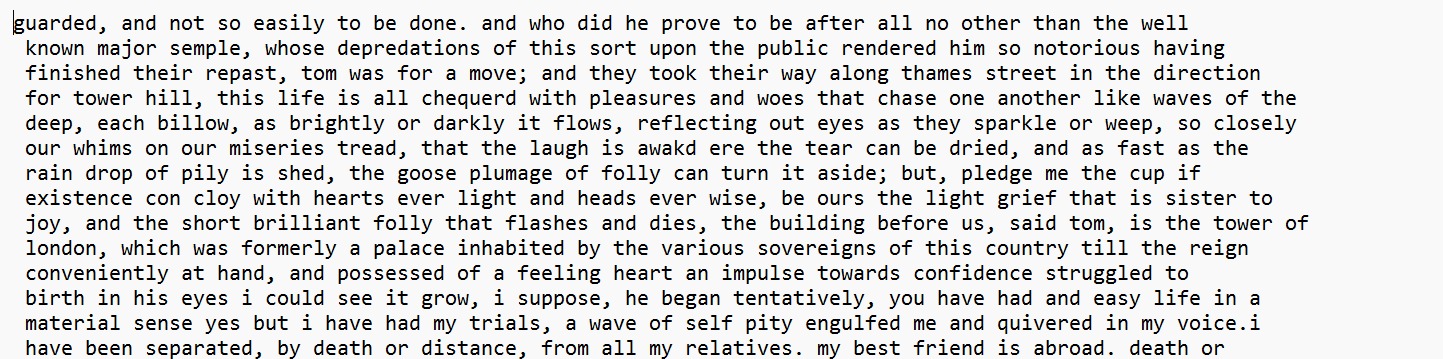 guarded, and not so easily to be done. and who did he prove to be after all no other than the well
known major semple, whose depredations of this sort upon the public rendered him so notorious having
finished their repast, tom was for a move; and they took their way along thames street in the direction
for tower hill, this life is all chequerd with pleasures and woes that chase one another like waves of the
deep, each billow, as brightly or darkly it flows, reflecting out eyes as they sparkle or weep, so closely
our whims on our miseries tread, that the laugh is awakd ere the tear can be dried, and as fast as the
rain drop of pily is shed, the goose plumage of folly can turn it aside; but, pledge me the cup if
existence con cloy with hearts ever light and heads ever wise, be ours the light grief that is sister to
joy, and the short brilliant folly that flashes and dies, the building before us, said tom, is the tower of
london, which was formerly a palace inhabited by the various sovereigns of this country till the reign
conveniently at hand, and possessed of a feeling heart an impulse towards confidence struggled to
birth in his eyes i could see it grow, i suppose, he began tentatively, you have had and easy life in a
material sense yes but i have had my trials, a wave of self pity engulfed me and quivered in my voice.i
have been separated, by death or distance, from all my relatives. my best friend is abroad. death or